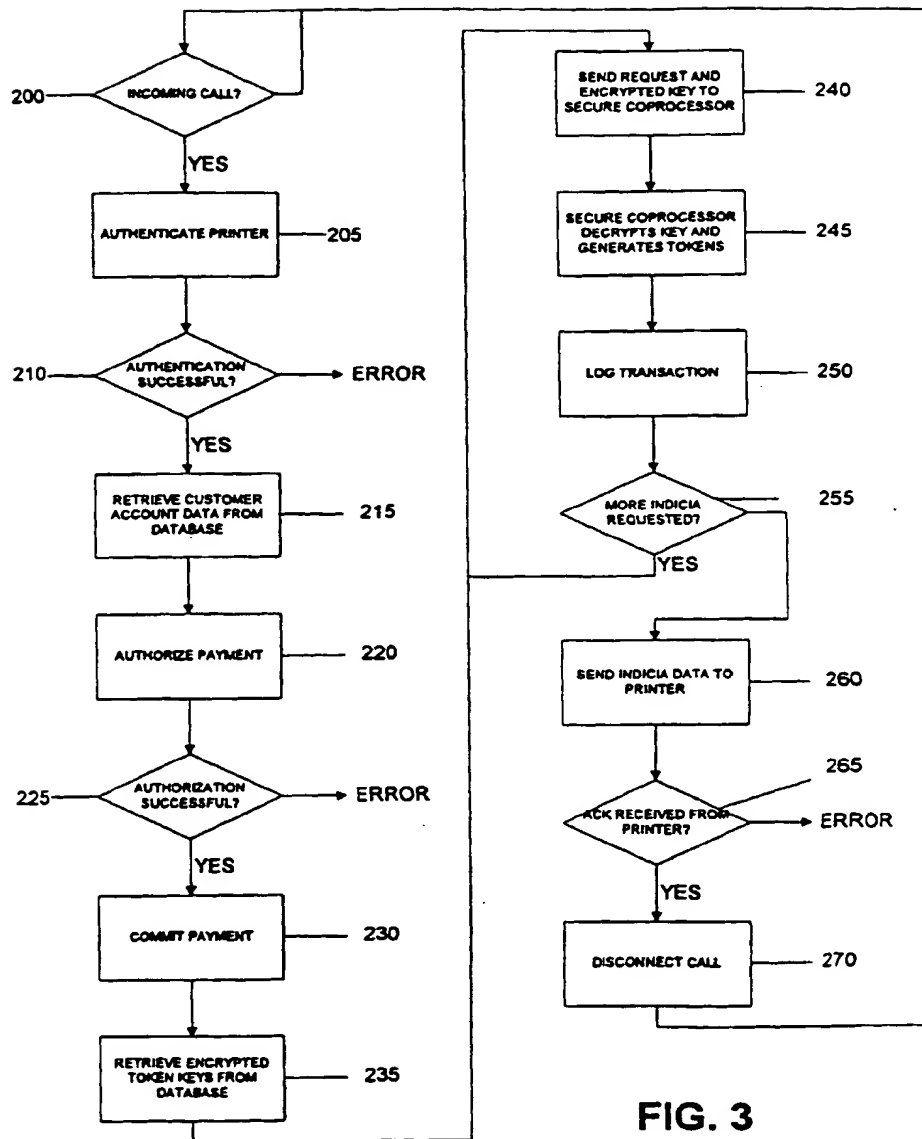 200
INCOMING CALL?
YES
AUTHENTICATE PRINTER
205
210
AUTHENTICATION
SUCCESSFUL?
ERROR
YES
RETRIEVE CUSTOMER
ACCOUNT DATA FROM
DATABASE
215
AUTHORIZE PAYMENT
220
225
AUTHORIZATION
SUCCESSFUL?
ERROR
YES
COMMIT PAYMENT
230
RETRIEVE ENCRYPTED
TOKEN KEYS FROM
DATABASE
235
SEND REQUEST AND
ENCRYPTED KEY TO
SECURE COPROCESSOR
240
SECURE COPROCESSOR
DECRYPTS KEY AND
GENERATES TOKENS
245
LOG TRANSACTION
250
MORE INDICIA
REQUESTED?
255
YES
SEND INDICIA DATA TO
PRINTER
260
265
ACK RECEIVED FROM
PRINTER?
ERROR
YES
DISCONNECT CALL
270
FIG. 3